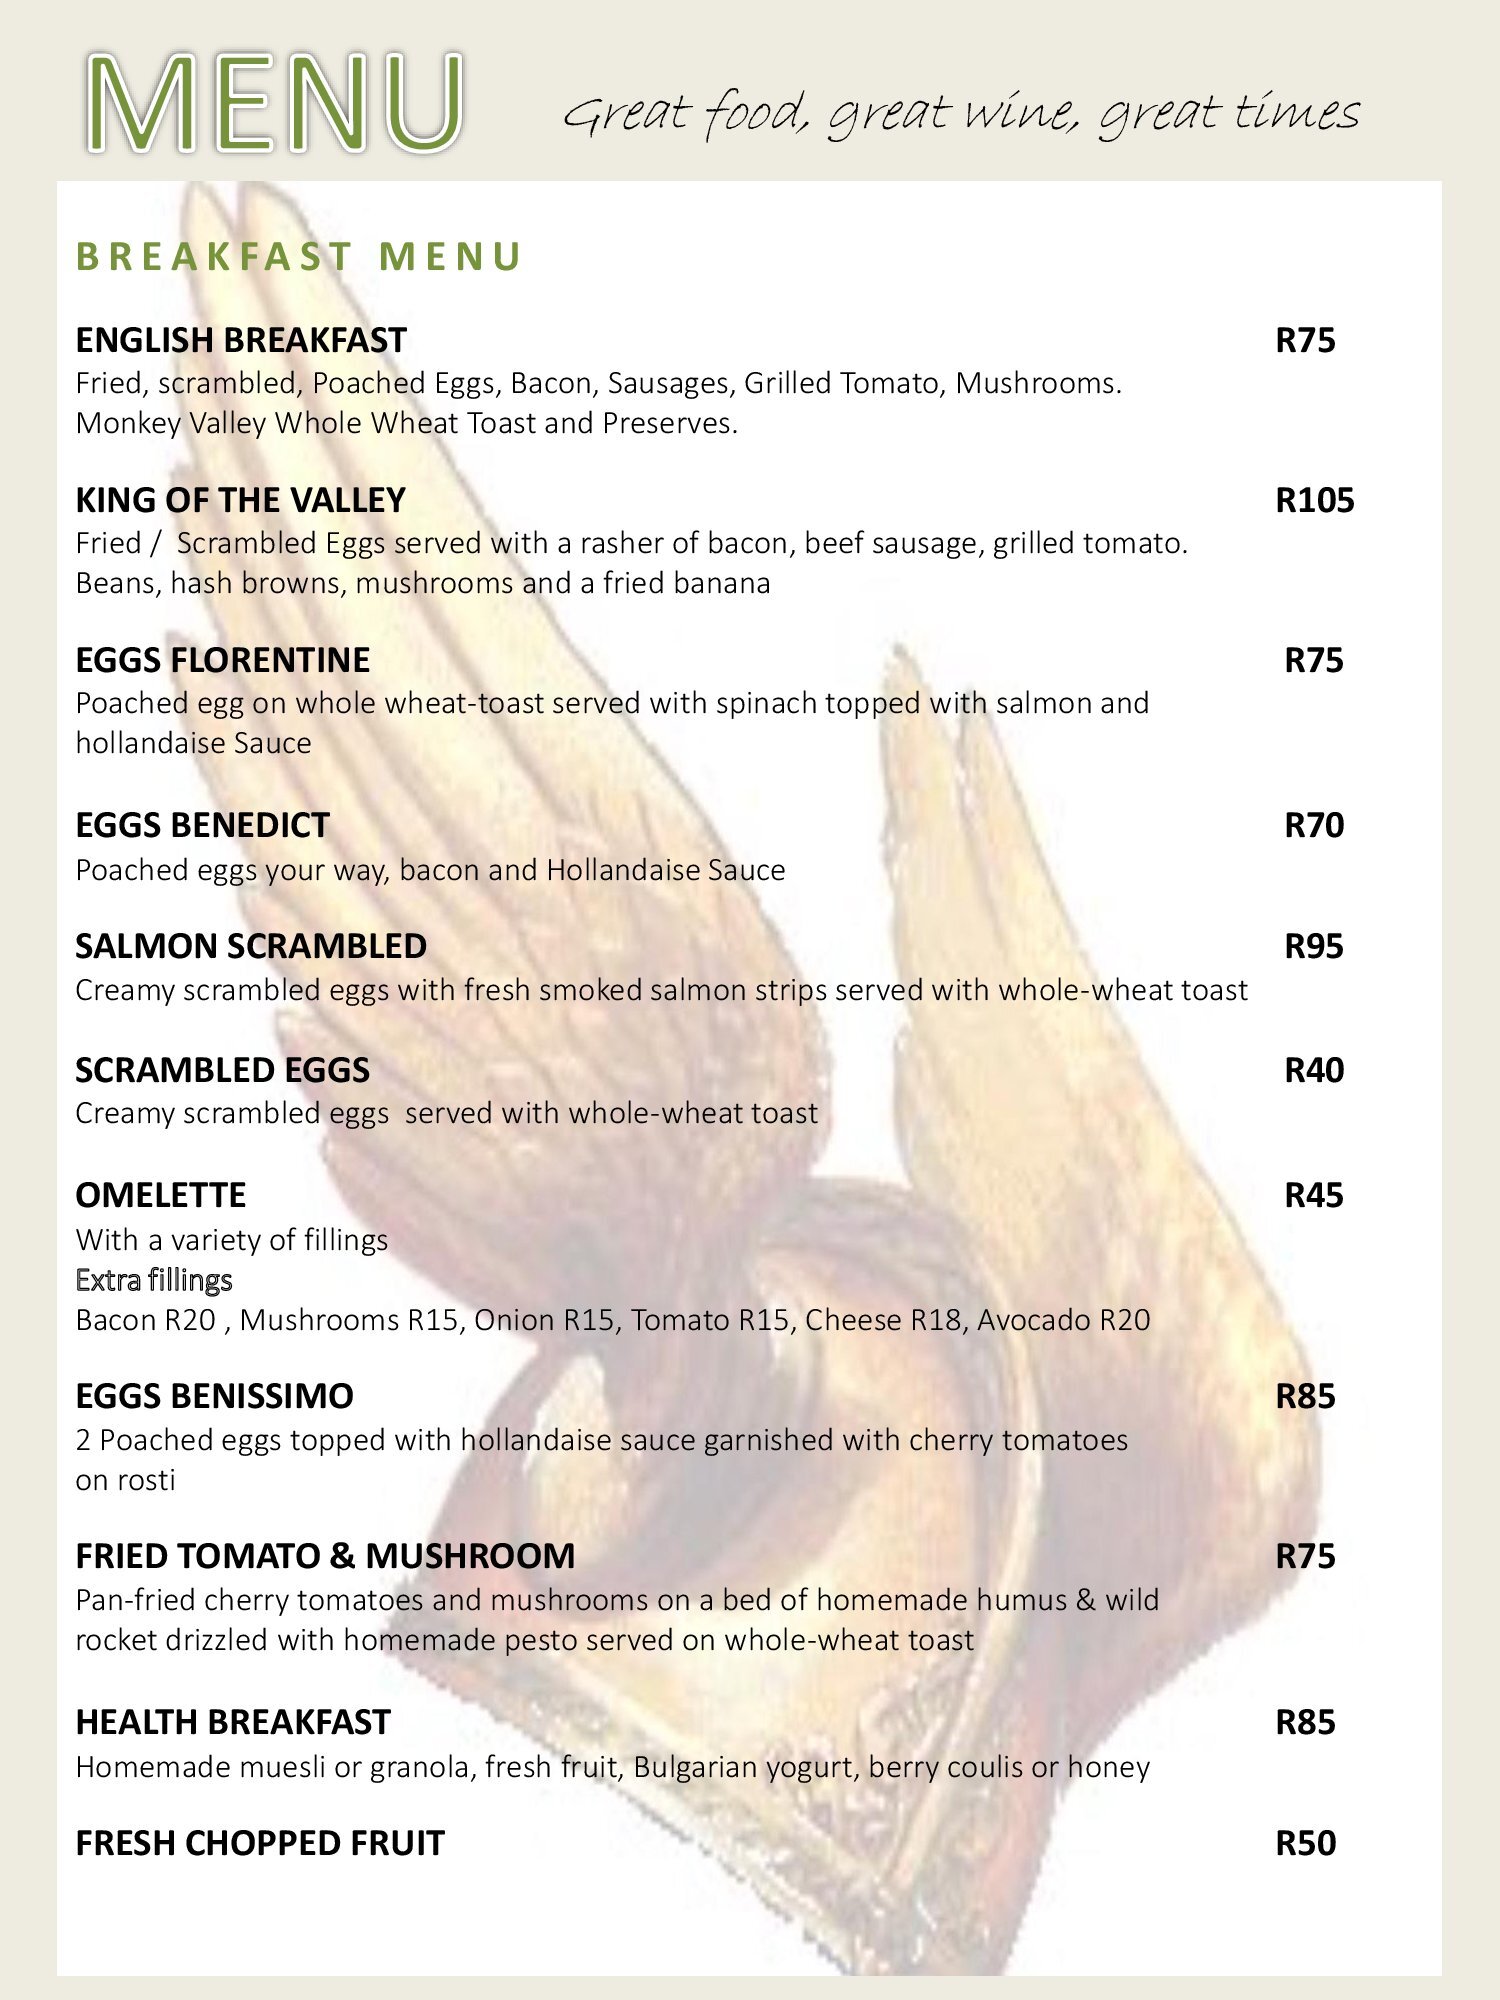 MENU Great food, great wine, great times
BREAKFAST MENU
ENGLISH BREAKFAST R75
Fried, scrambled, Poached Eggs, Bacon, Sausages, Grilled Tomato, Mushrooms.
Monkey Valley Whole Wheat Toast and Preserves.
KING OF THE VALLEY R105
Fried / Scrambled Eggs served with a rasher of bacon, beef sausage, grilled tomato.
Beans, hash browns, mushrooms and a fried banana
EGGS FLORENTINE R75
Poached egg on whole wheat-toast served with spinach topped with salmon and
hollandaise Sauce
EGGS BENEDICT R70
Poached eggs your way, bacon and Hollandaise Sauce
SALMON SCRAMBLED R95
Creamy scrambled eggs with fresh smoked salmon strips served with whole-wheat toast
SCRAMBLED EGGS R40
Creamy scrambled eggs served with whole-wheat toast
OMELETTE R45
With a variety of fillings
Extra fillings
Bacon R20 , Mushrooms R15, Onion R15, Tomato R15, Cheese R18, Avocado R20
EGGS BENISSIMO R85
2 Poached eggs topped with hollandaise sauce garnished with cherry tomatoes
on rosti
FRIED TOMATO & MUSHROOM R75
Pan-fried cherry tomatoes and mushrooms on a bed of homemade humus & wild
rocket drizzled with homemade pesto served on whole-wheat toast
HEALTH BREAKFAST R85
Homemade muesli or granola, fresh fruit, Bulgarian yogurt, berry coulis or honey
FRESH CHOPPED FRUIT R50